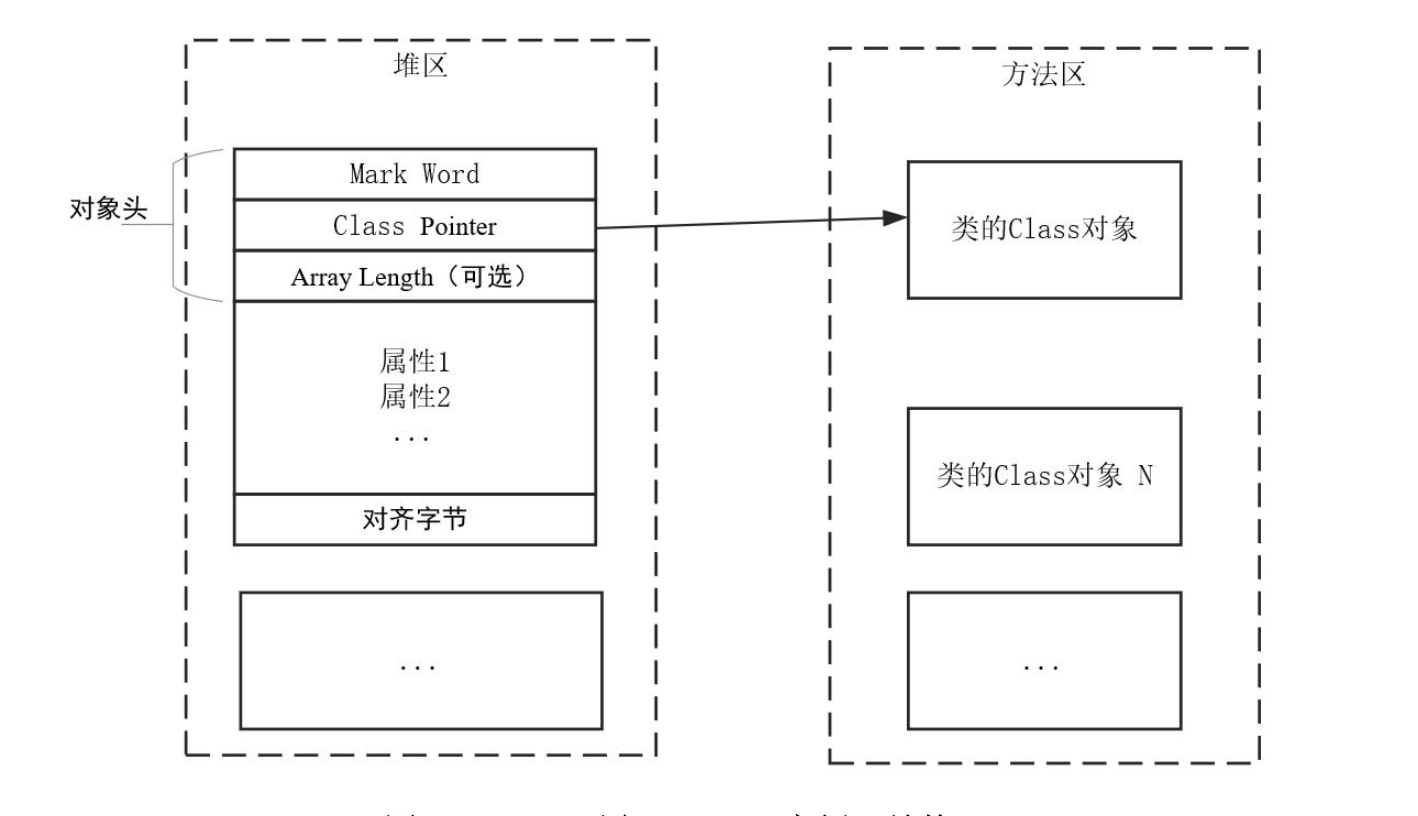 堆区
对象头
Mark Word
Class Pointer
Array Length（可选）
属性1
属性2
...
对齐字节
...
方法区
类的Class对象
类的Class对象 N
...